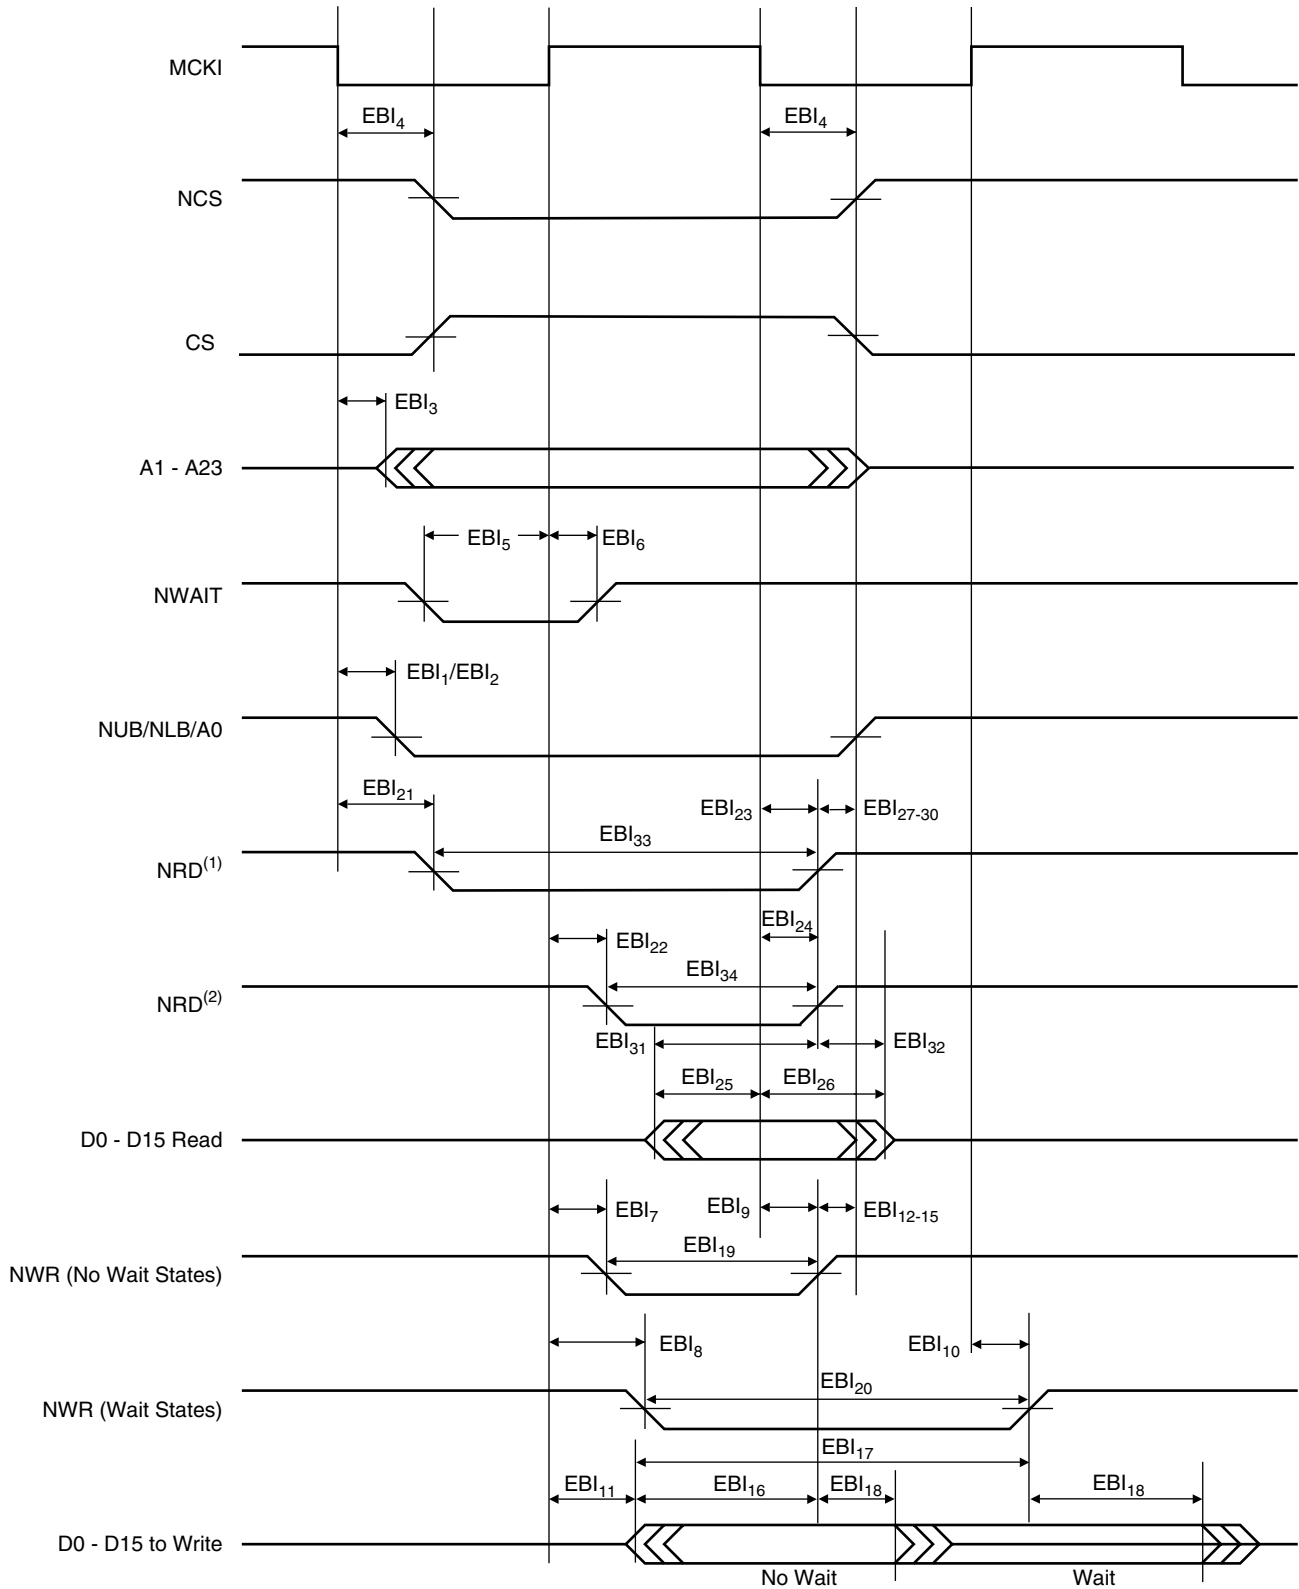 MCKI
EBI4 EBI4
NCS
CS
EBI3
A1 - A23
EBI5 EBI6
NWAIT
EBI1/EBI2
NUB/NLB/A0
EBI21 EBI23 EBI27-30
EBI33
NRD(1)
EBI24
EBI22
EBI34
NRD(2)
EBI31 EBI32
EBI25 EBI26
D0 - D15 Read
EBI7 EBI9 EBI12-15
EBI19
NWR (No Wait States)
EBI8 EBI10
EBI20
NWR (Wait States)
EBI17
EBI11 EBI16 EBI18 EBI18
D0 - D15 to Write
No Wait Wait